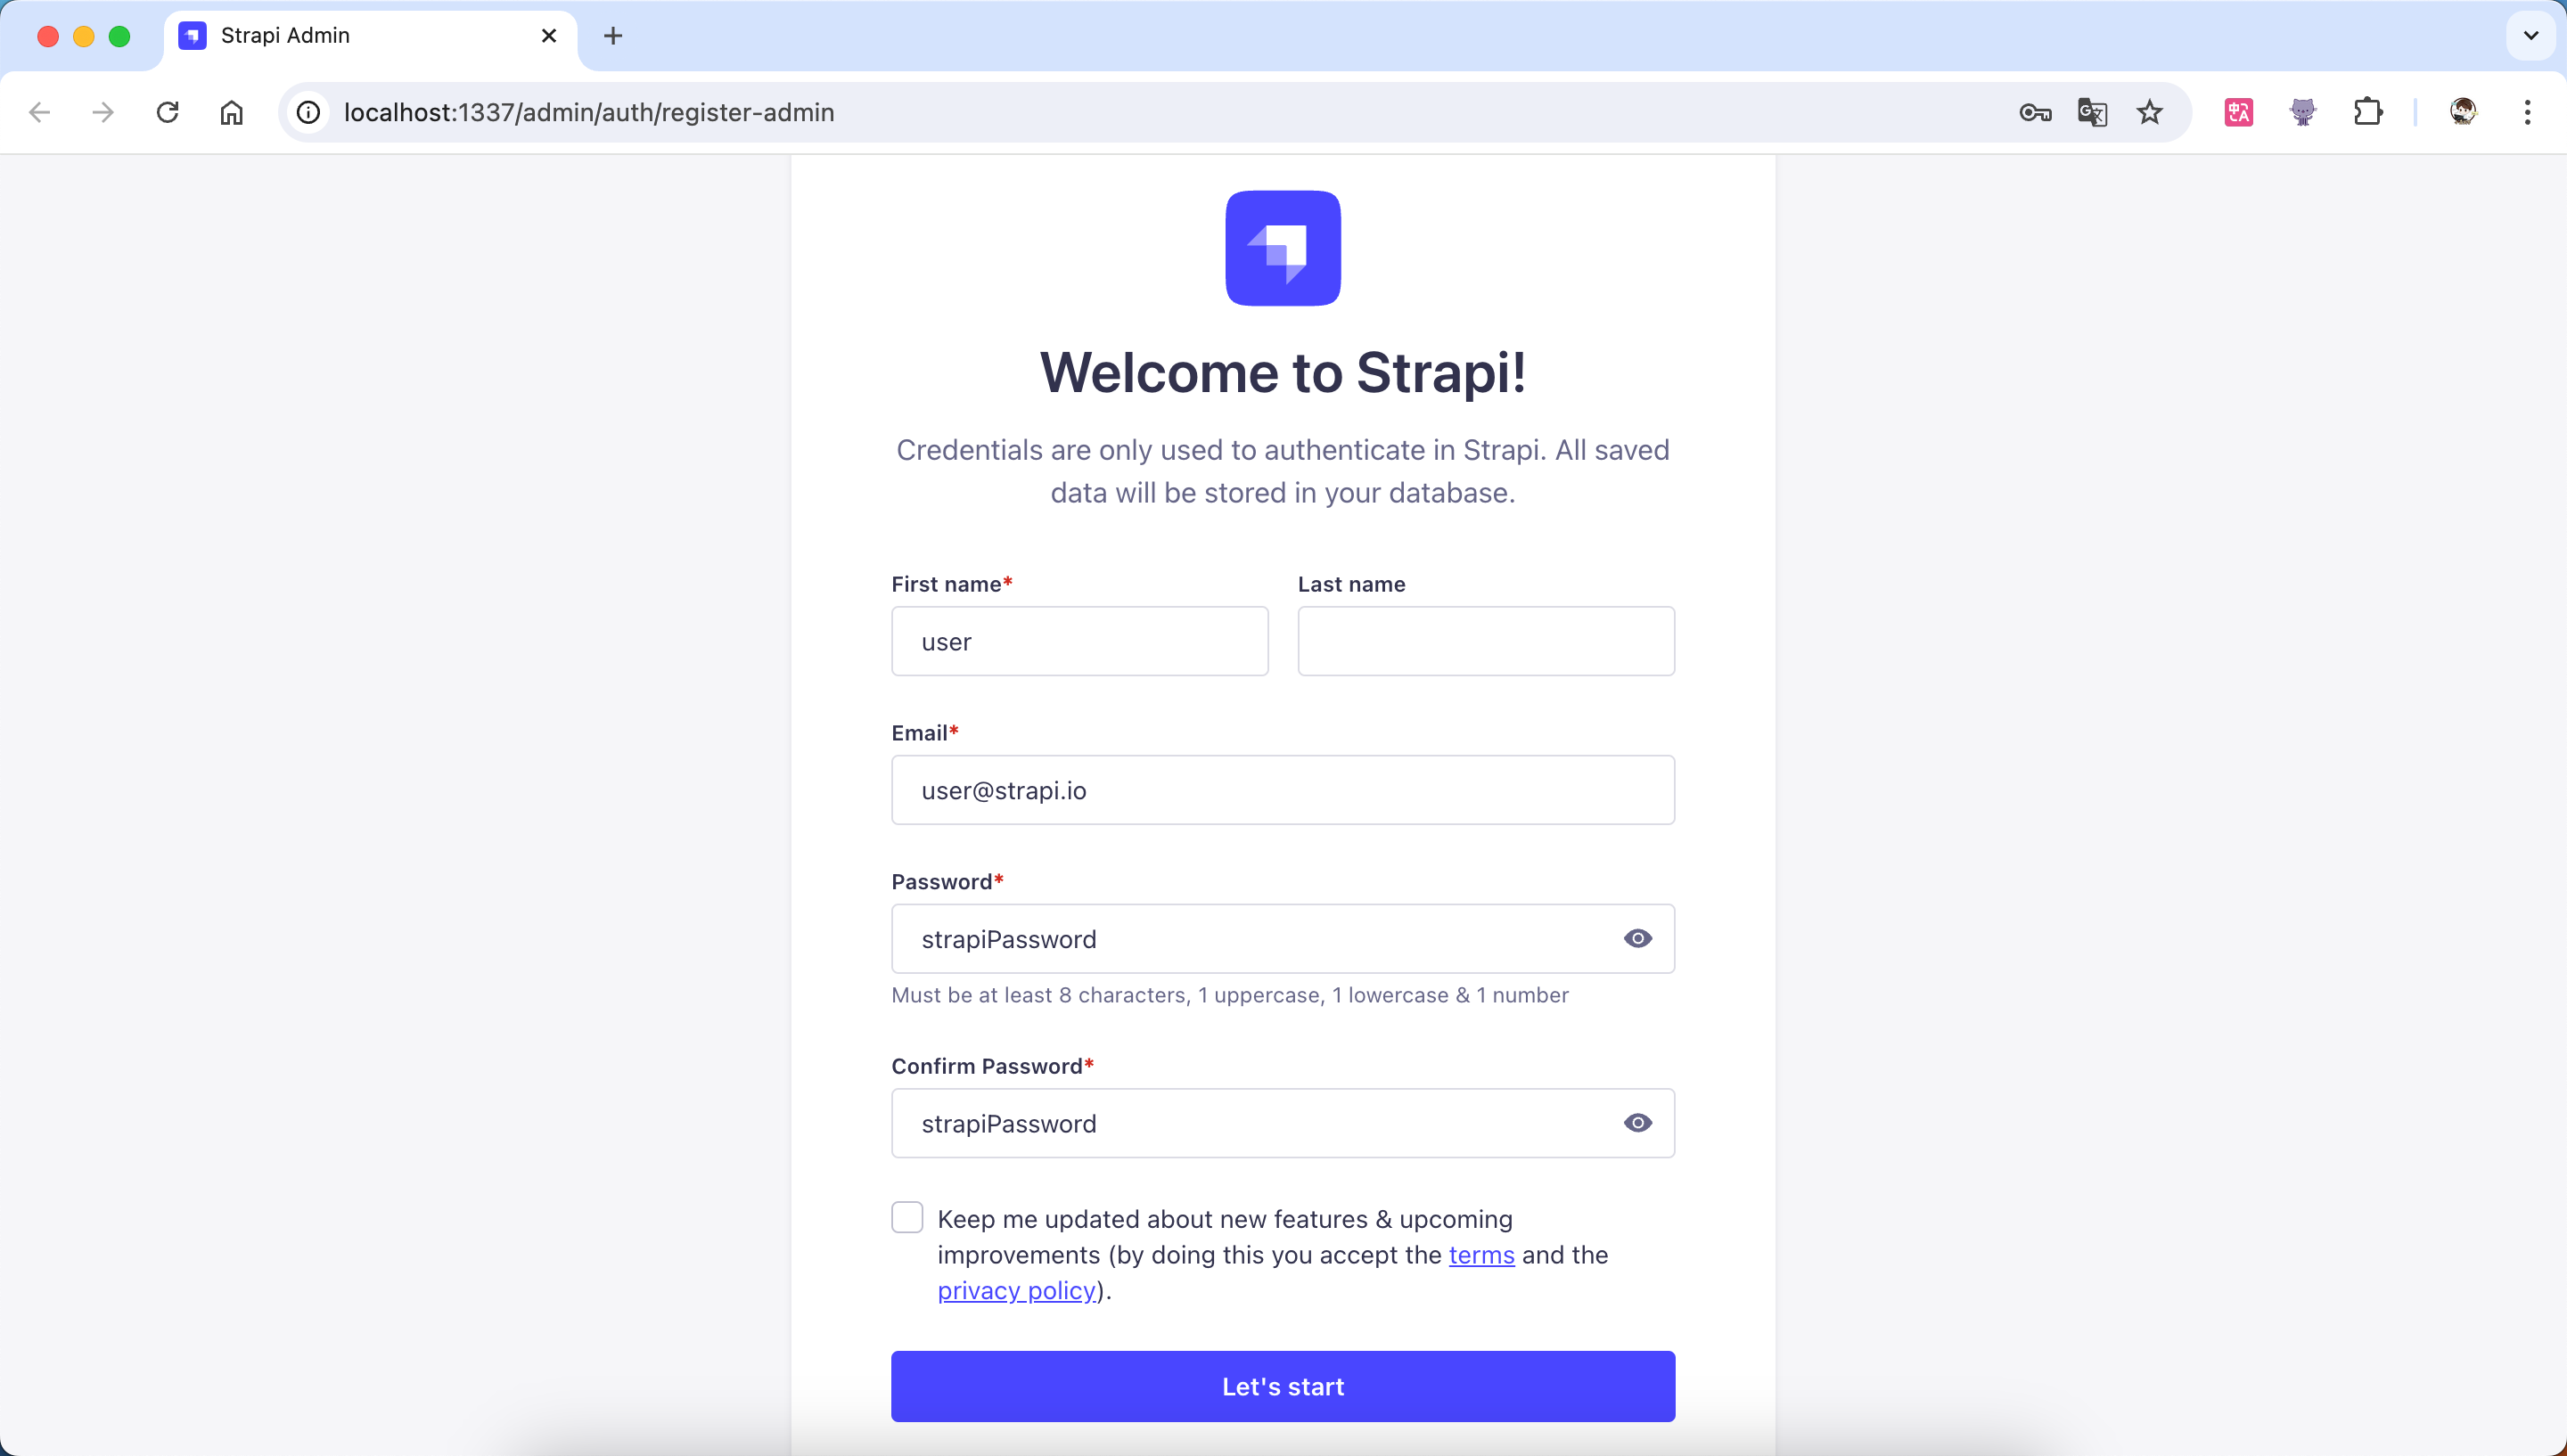 Strapi Admin
localhost:1337/admin/auth/register-admin
Welcome to Strapi!
Credentials are only used to authenticate in Strapi. All saved
data will be stored in your database.
First name*
Last name
user
Email*
user@strapi.io
Password*
strapiPassword
Must be at least 8 characters, 1 uppercase, 1 lowercase & 1 number
Confirm Password*
strapiPassword
Keep me updated about new features & upcoming
improvements (by doing this you accept the terms and the
privacy policy).
Let's start